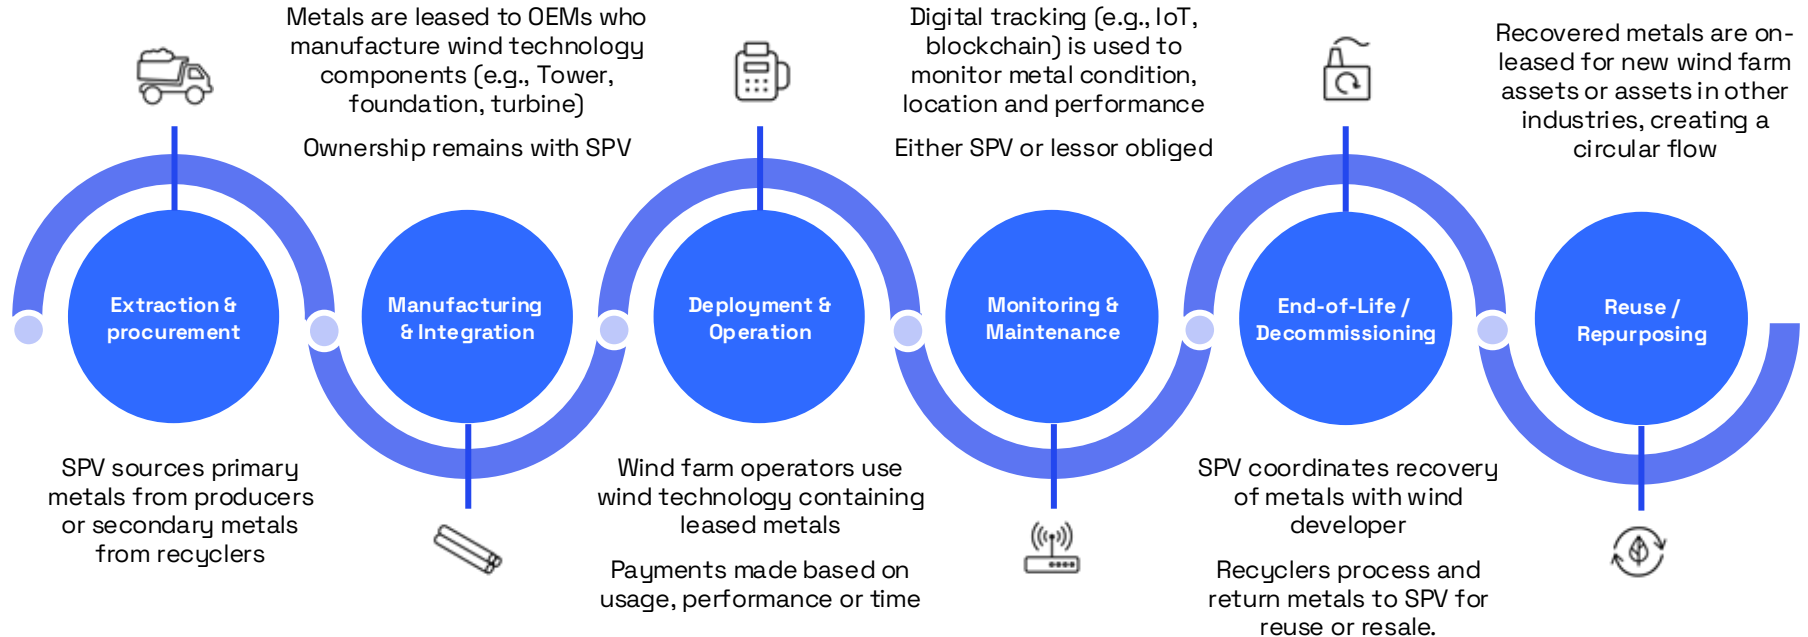 Metals are leased to OEMs who
manufacture wind technology
components (e.g., Tower,
foundation, turbine)
Ownership remains with SPV
Digital tracking (e.g., IoT,
blockchain) is used to
monitor metal condition,
location and performance
Either SPV or lessor obliged
Recovered metals are on-
leased for new wind farm
assets or assets in other
industries, creating a
circular flow
Extraction &
procurement
Manufacturing
& Integration
Deployment &
Operation
Monitoring &
Maintenance
End-of-Life /
Decommissioning
Reuse /
Repurposing
SPV sources primary
metals from producers
or secondary metals
from recyclers
Wind farm operators use
wind technology containing
leased metals
Payments made based on
usage, performance or time
SPV coordinates recovery
of metals with wind
developer
Recyclers process and
return metals to SPV for
reuse or resale.